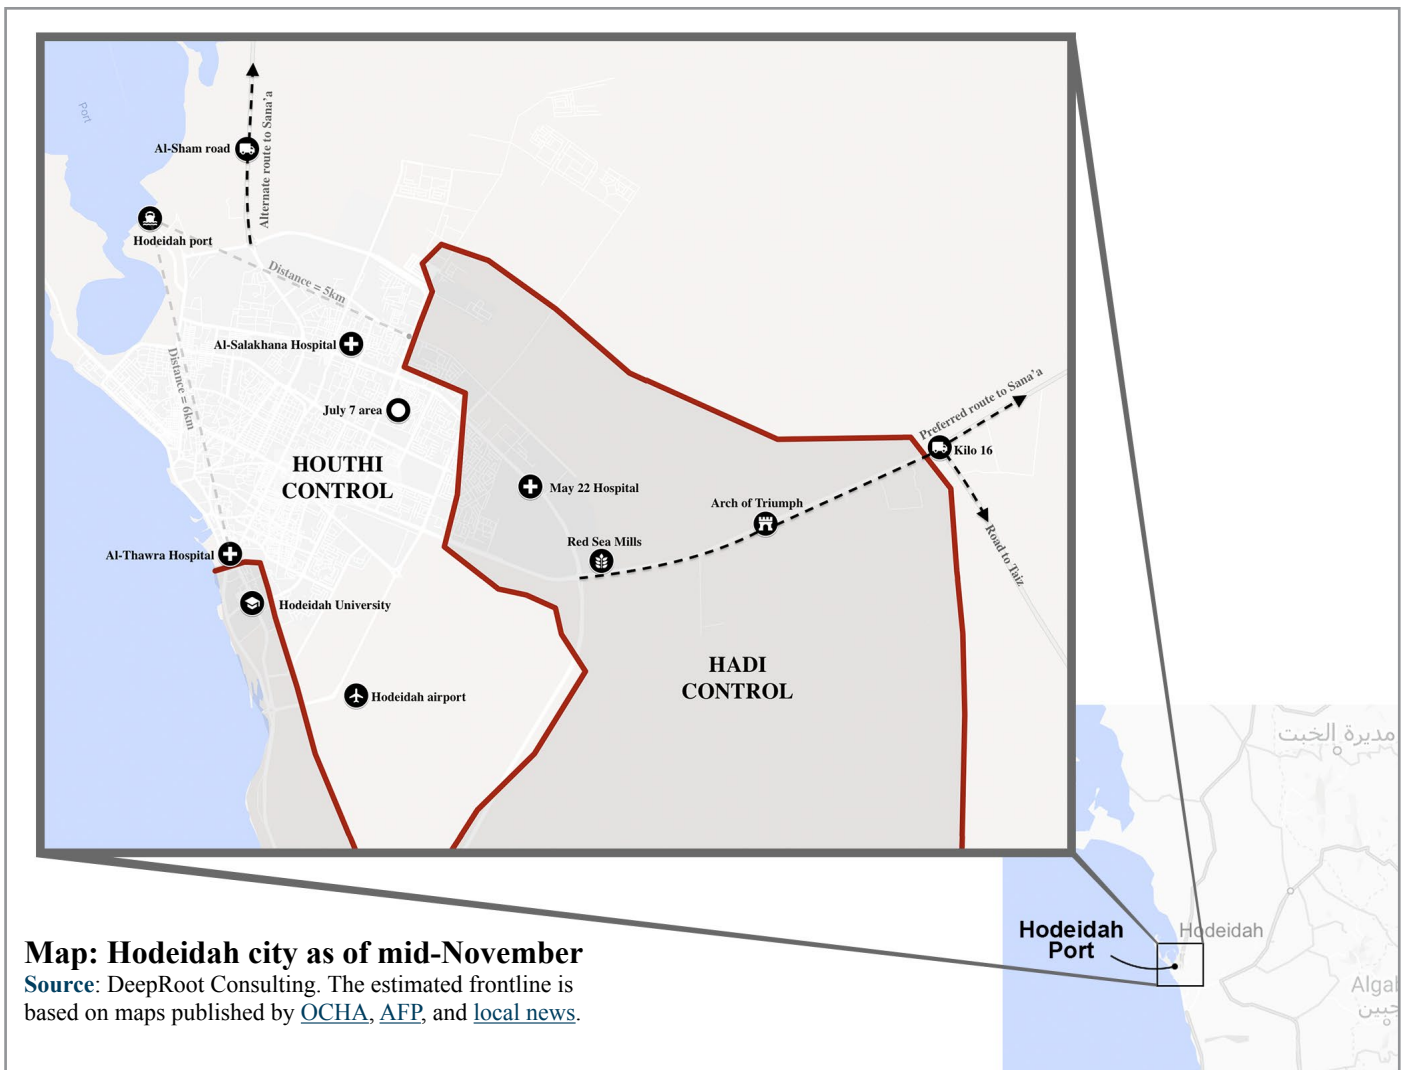 Port
Al-Sham road
Alternate route to Sana'a
Hodeidah port
Distance = 5km
Al-Salakhana Hospital
Distance = 6km
July 7 area
Preferred route to Sana'a
Kilo 16
HOUTHI
CONTROL
May 22 Hospital
Arch of Triumph
Red Sea Mills
Al-Thawra Hospital
Road to Taiz
Hodeidah University
HADI
CONTROL
Hodeidah airport
مديرة الخبت
Hodeidah
Port
Hodeidah
Map: Hodeidah city as of mid-November
Source: DeepRoot Consulting. The estimated frontline is
based on maps published by OCHA, AFP, and local news.